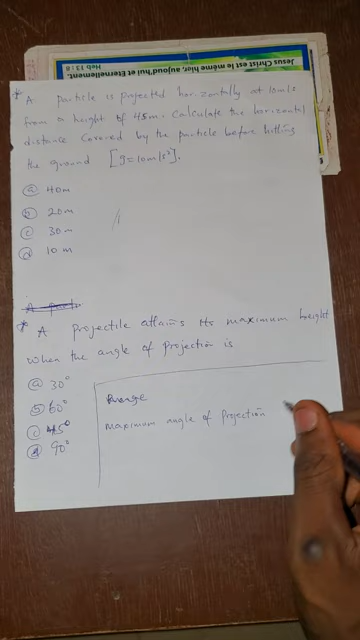 Jesus Christ est le même, hier, aujourd'hui et Eternellement.
Heb 13:8
* A particle is projected horizontally at 10m/s
from a height of 45m. Calculate the horizontal
distance covered by the particle before hitting
the ground [g=10m/s²].
(a) 40m
(b) 20m
(c) 30m
(d) 10m
* A projectile attains its maximum height
when the angle of projection is
(a) 30°
(b) 60°
(c) 45°
(d) 90°
Range
maximum angle of projection